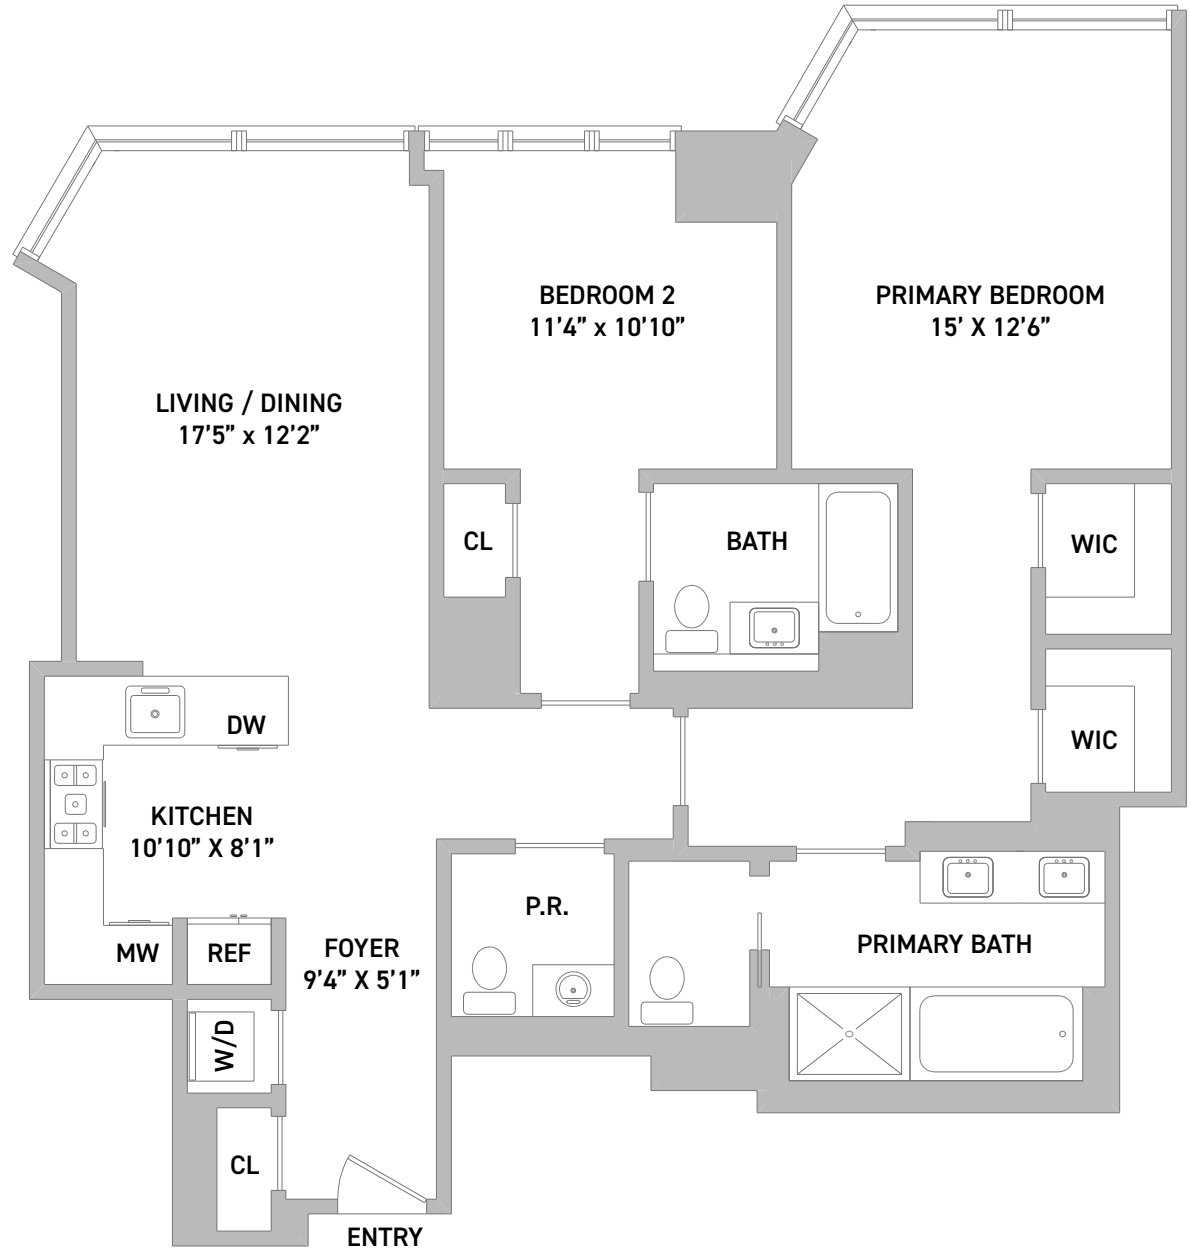 BEDROOM 2
11’4” x 10’10”
PRIMARY BEDROOM
15’ X 12’6”
LIVING / DINING
17’5” x 12’2”
CL
BATH
WIC
DW
WIC
KITCHEN
10’10” X 8’1”
P.R.
MW
REF
FOYER
9’4” X 5’1”
PRIMARY BATH
W/D
CL
ENTRY